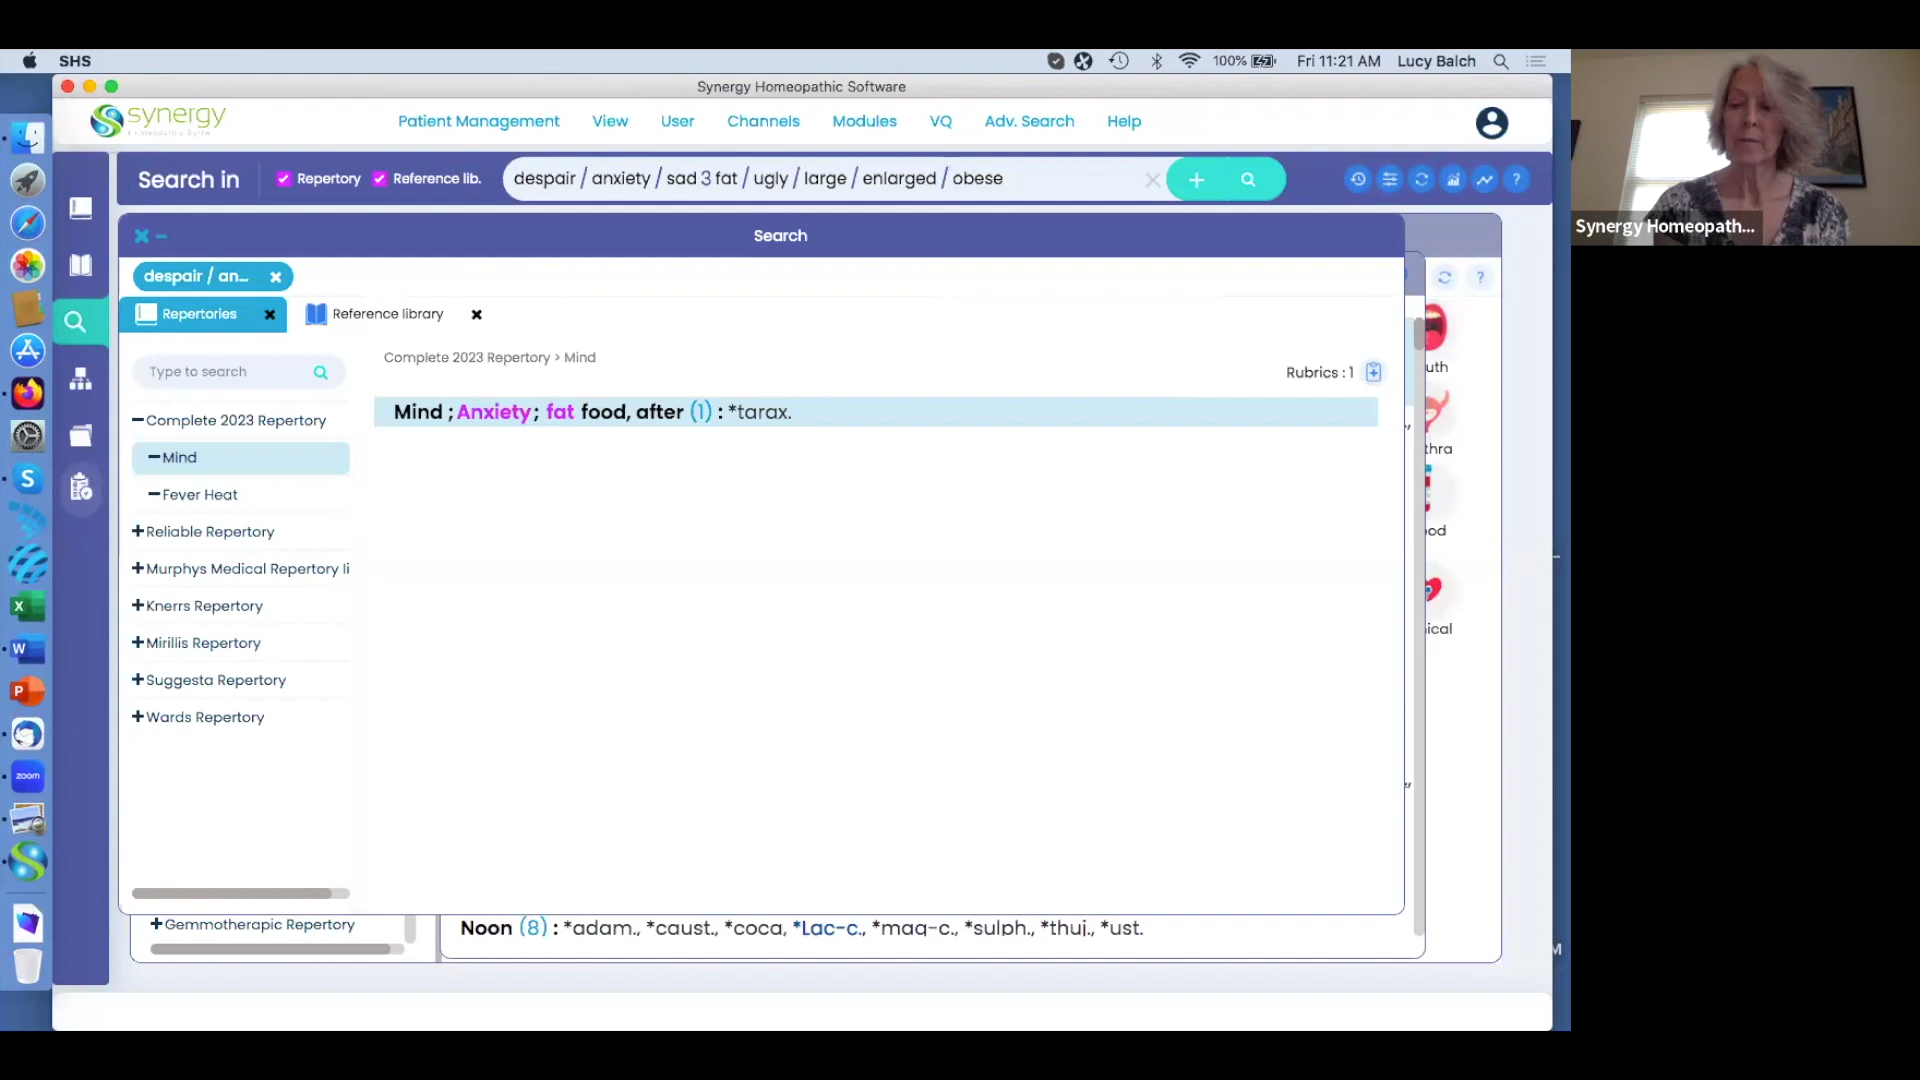 SHS
100%
Fri 11:21 AM
Lucy Balch
Synergy Homeopathic Software
synergy
Patient Management
View
User
Channels
Modules
VQ
Adv. Search
Help
Search in
Repertory
Reference lib.
despair / anxiety / sad 3 fat / ugly / large / enlarged / obese
?
Synergy Homeopath...
Search
despair / an...
?
Repertories
Reference library
Complete 2023 Repertory > Mind
Type to search
Rubrics : 1
uth
Mind ; Anxiety ; fat food, after (1) : *tarax.
Complete 2023 Repertory
Mind
Fever Heat
Reliable Repertory
Murphys Medical Repertory li
Knerrs Repertory
Mirillis Repertory
Suggesta Repertory
Wards Repertory
thra
od
ical
zoom
Gemmotherapic Repertory
Noon (8) : *adam., *caust., *coca, *Lac-c., *mag-c., *sulph., *thuj., *ust.
M